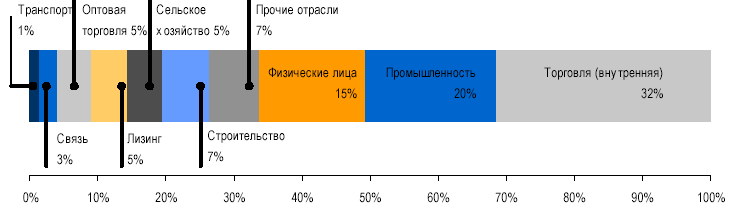 Транспорт
1%
Оптовая
торговля 5%
Сельское
хозяйство 5%
Прочие отрасли
7%
Физические лица
15%
Промышленность
20%
Торговля (внутренняя)
32%
Связь
3%
Лизинг
5%
Строительство
7%
0% 10% 20% 30% 40% 50% 60% 70% 80% 90% 100%